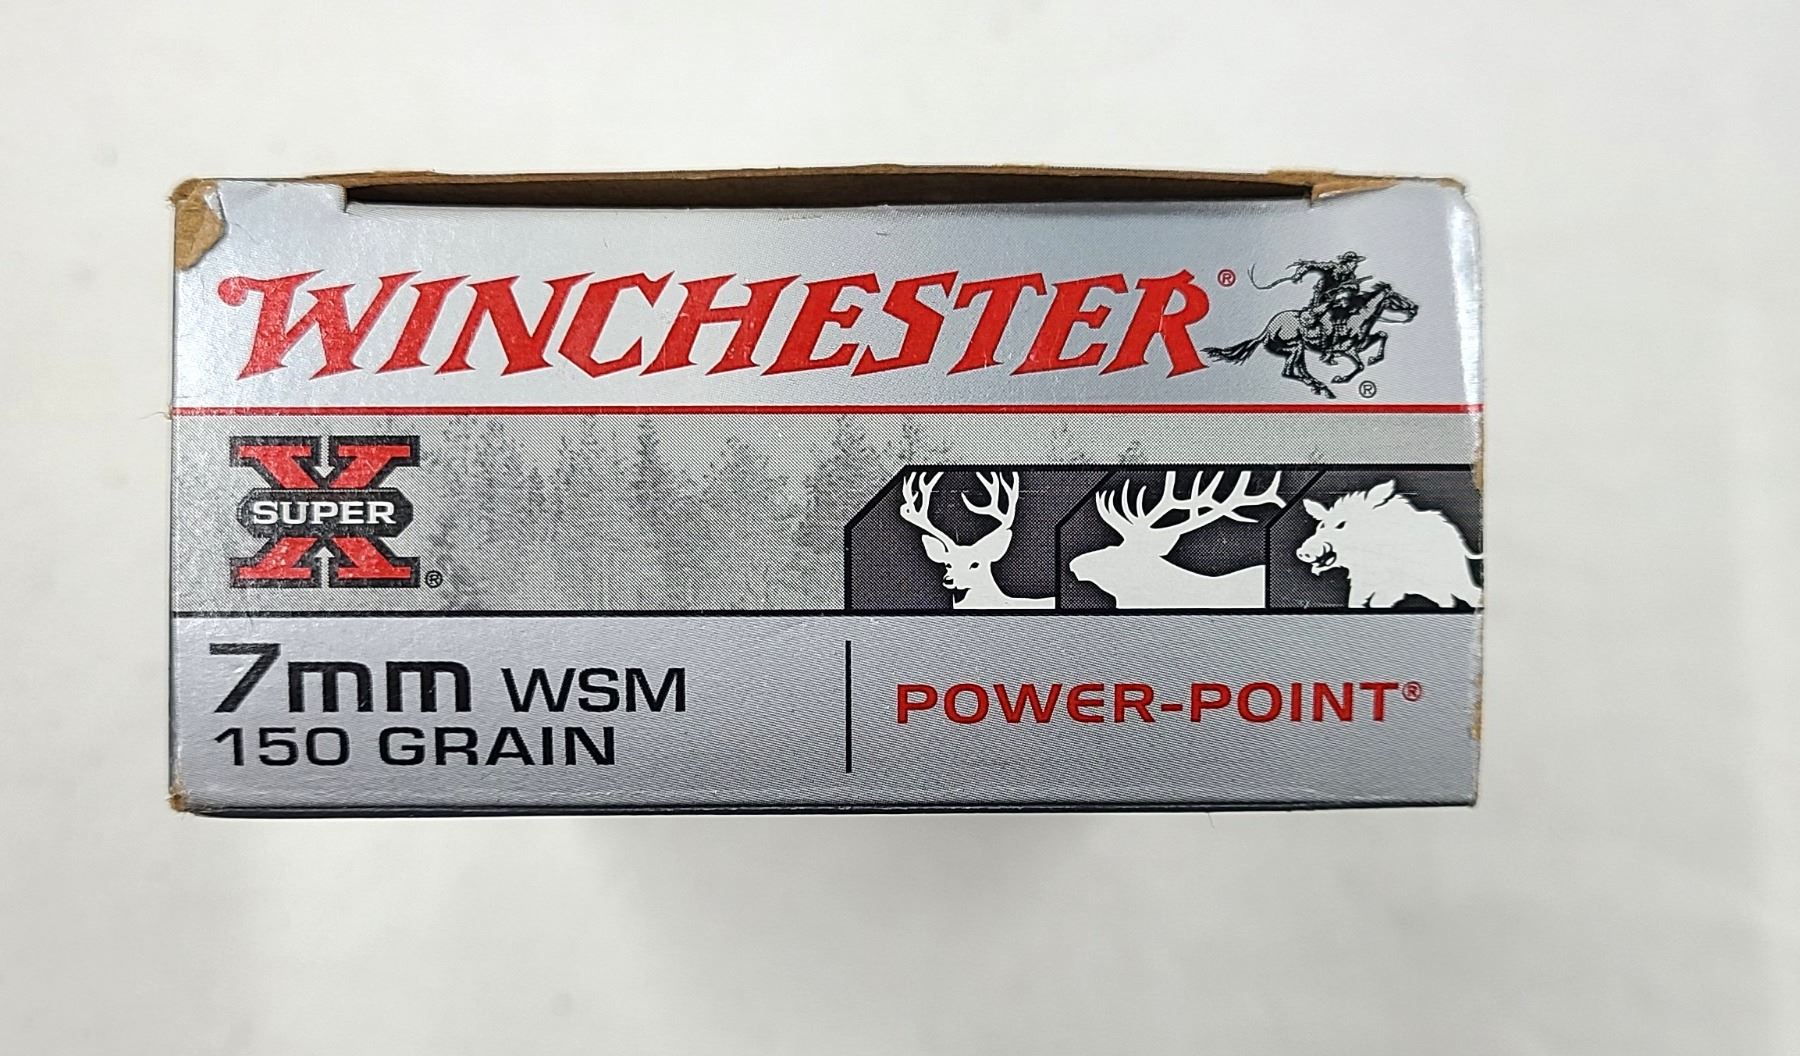 WINCHESTER®
®
SUPER X®
7mm WSM
150 GRAIN
POWER-POINT®